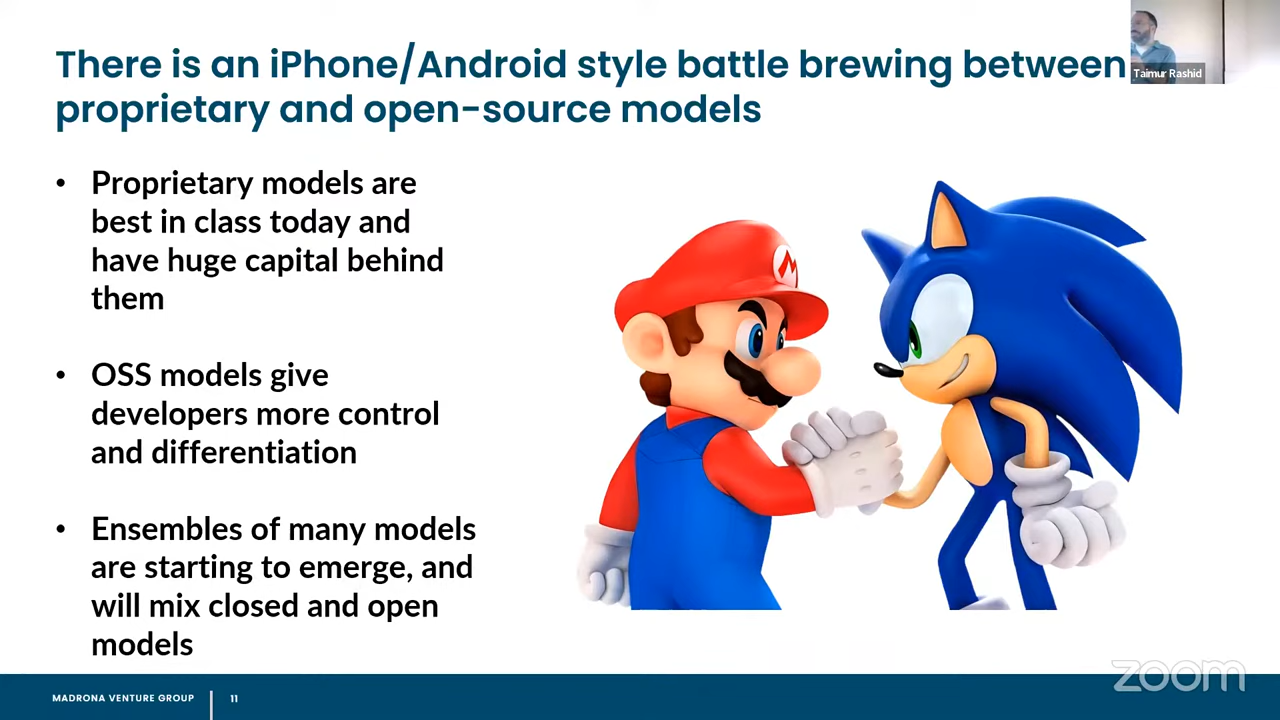 There is an iPhone/Android style battle brewing between
proprietary and open-source models
Taimur Rashid
• Proprietary models are
best in class today and
have huge capital behind
them
• OSS models give
developers more control
and differentiation
• Ensembles of many models
are starting to emerge, and
will mix closed and open
models
M
MADRONA VENTURE GROUP | 11
zoom